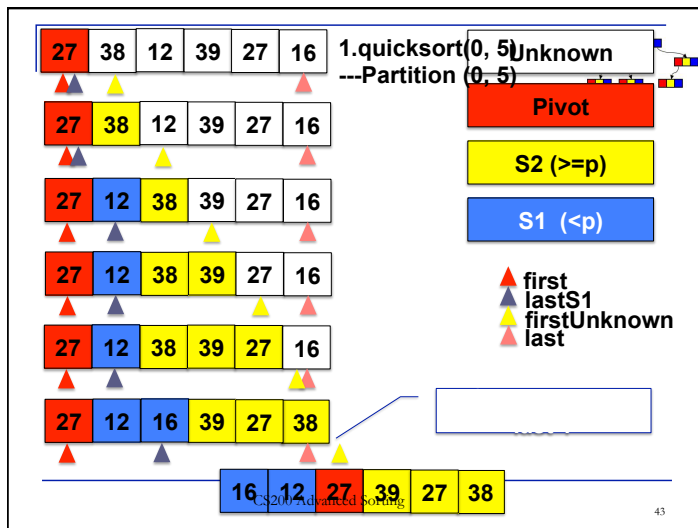 27 38 12 39 27 16
1.quicksort(0, 5)
---Partition (0, 5)
Unknown
Pivot
S2 (>=p)
S1 (<p)
27 38 12 39 27 16
27 12 38 39 27 16
27 12 38 39 27 16
27 12 38 39 27 16
27 12 16 39 27 38
first
lastS1
firstUnknown
last
16 12 27 39 27 38
CS200 Advanced Sorting
43